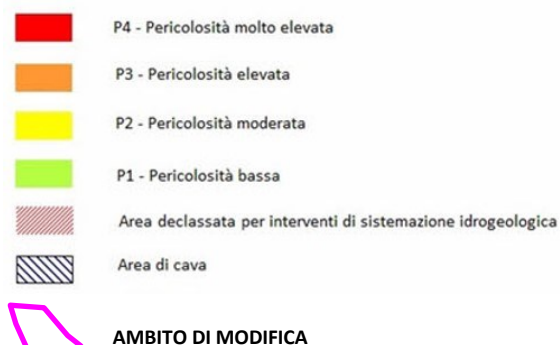 P4 - Pericolosità molto elevata
P3 - Pericolosità elevata
P2 - Pericolosità moderata
P1 - Pericolosità bassa
Area declassata per interventi di sistemazione idrogeologica
Area di cava
AMBITO DI MODIFICA